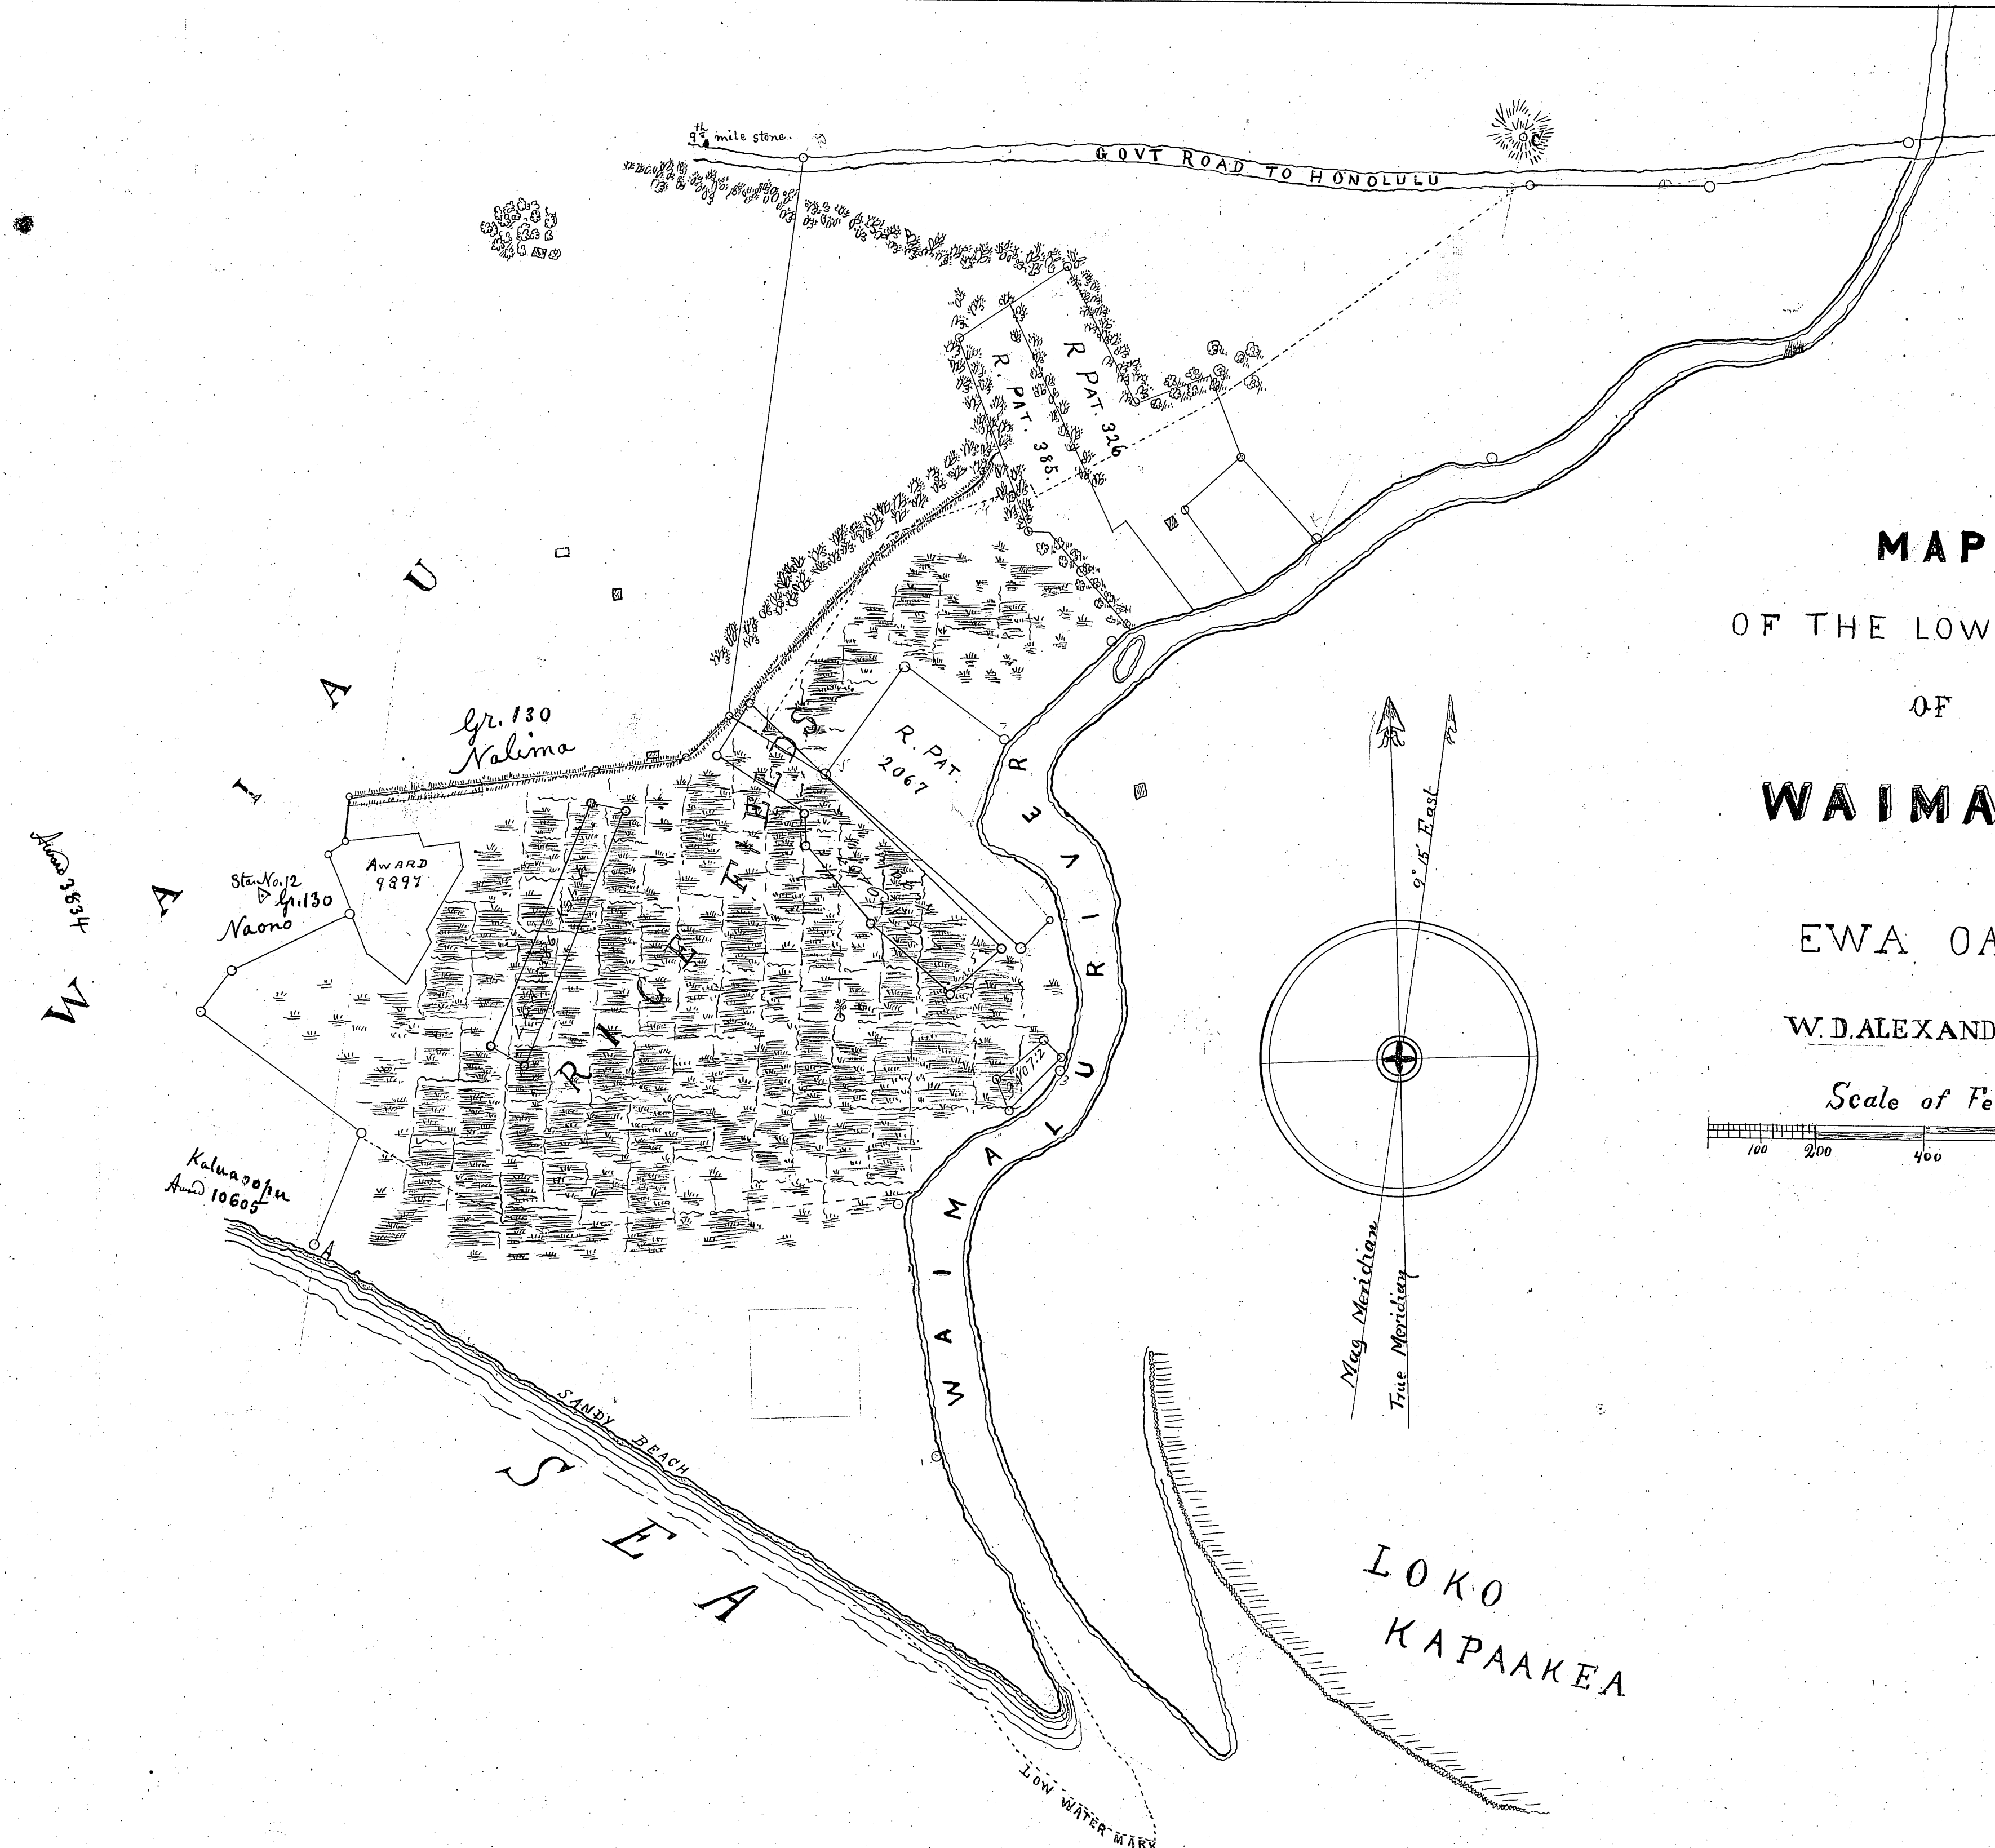 9th mile stone.
GOVT ROAD TO HONOLULU
C
R. PAT. 326
R. PAT. 385.
MAP
OF THE LOW
OF
WAIMA
EWA OA
W. D. ALEXAND
Scale of Fe
100 200 400
WAIAU
Gr. 130
Nalima
R. PAT.
2067
RICE FIELDS
AWARD
9397
Sta. No. 12
Gr. 130
Naono
Award 3834
Kaluaoopu
Award 10605
A
WAIMALU RIVER
9° 15' East
Mag Meridian
True Meridian
SANDY BEACH
SEA
LOKO
KAPAAKEA
LOW WATER MARK